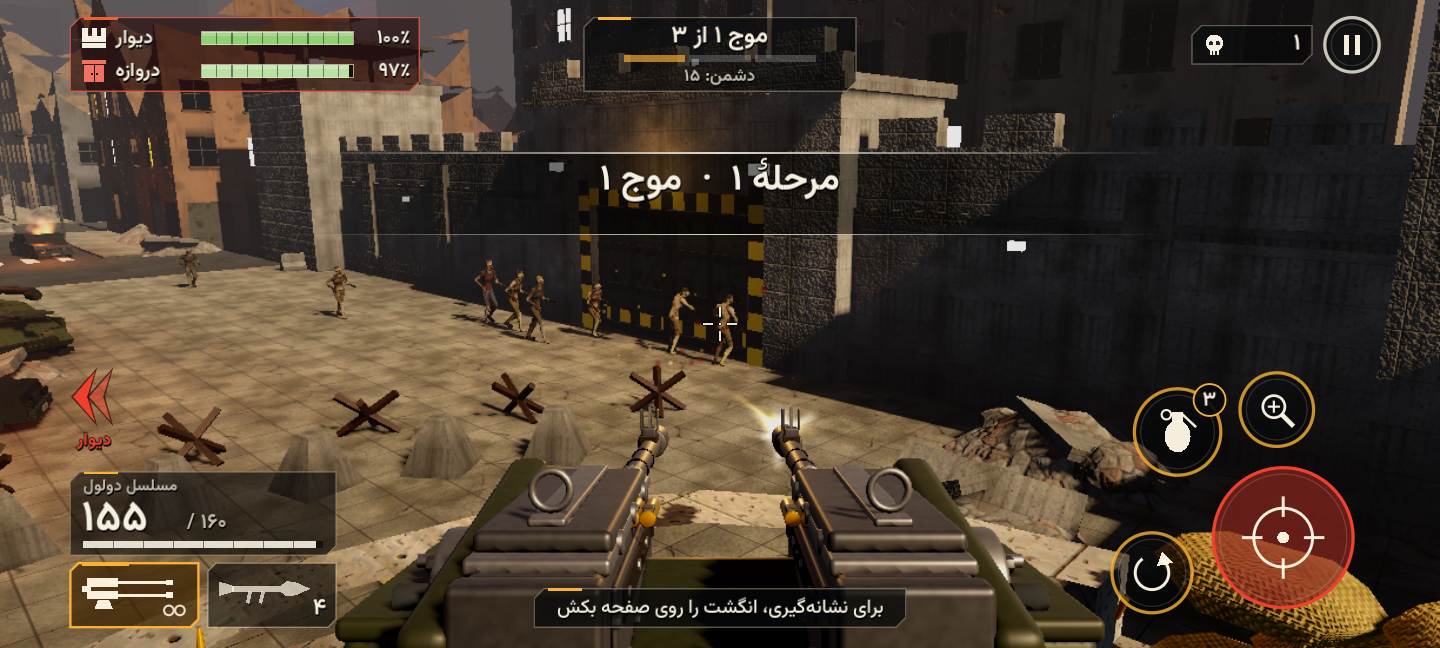 دیوار ۱۰۰٪
دروازه ۹۷٪
موج ۱ از ۳
دشمن: ۱۵
۱
مرحلهٔ ۱ · موج ۱
دیوار
۳
مسلسل دولول
۱۵۵ / ۱۶۰
∞
۴
برای نشانه‌گیری، انگشت را روی صفحه بکش